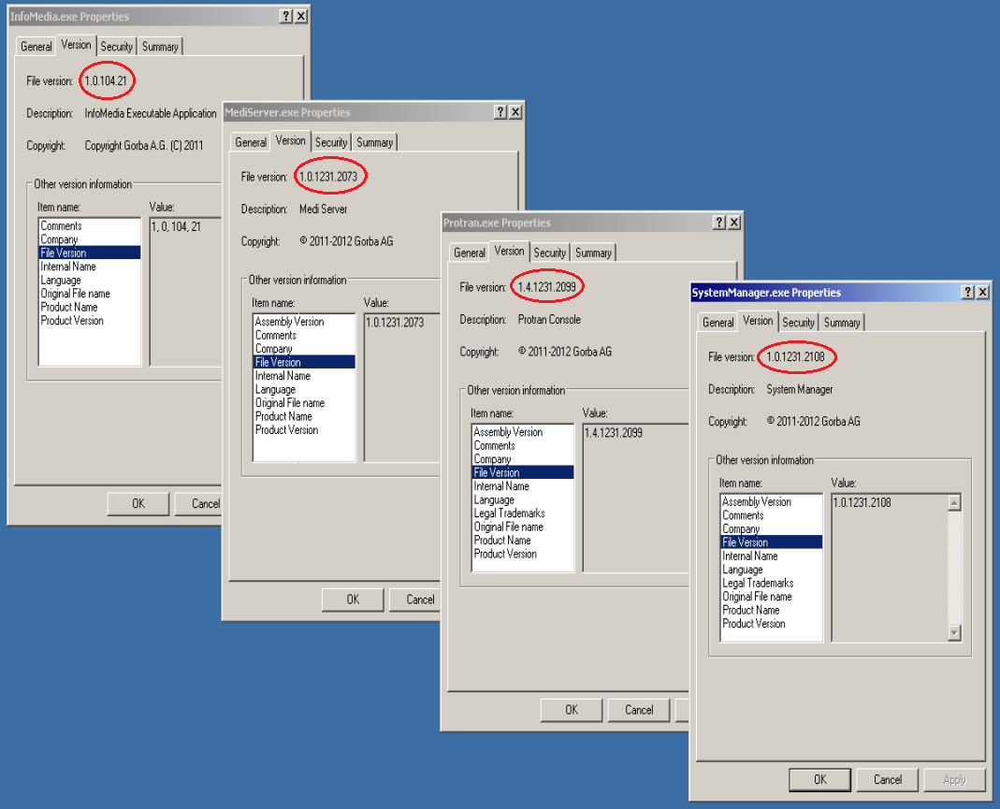 InfoMedia.exe Properties
General Version Security Summary
File version: 1.0.104.21
Description: InfoMedia Executable Application
Copyright: Copyright Gorba A.G. (C) 2011
Other version information
Item name: Value:
Comments 1, 0, 104, 21
Company
File Version
Internal Name
Language
Original File name
Product Name
Product Version
OK Cancel
MediServer.exe Properties
General Version Security Summary
File version: 1.0.1231.2073
Description: Medi Server
Copyright: © 2011-2012 Gorba AG
Other version information
Item name: Value:
Assembly Version 1.0.1231.2073
Comments
Company
File Version
Internal Name
Language
Original File name
Product Name
Product Version
OK Cancel
Protran.exe Properties
General Version Security Summary
File version: 1.4.1231.2099
Description: Protran Console
Copyright: © 2011-2012 Gorba AG
Other version information
Item name: Value:
Assembly Version 1.4.1231.2099
Comments
Company
File Version
Internal Name
Language
Legal Trademarks
Original File name
Product Name
Product Version
OK Cancel
SystemManager.exe Properties
General Version Security Summary
File version: 1.0.1231.2108
Description: System Manager
Copyright: © 2011-2012 Gorba AG
Other version information
Item name: Value:
Assembly Version 1.0.1231.2108
Comments
Company
File Version
Internal Name
Language
Legal Trademarks
Original File name
Product Name
Product Version
OK Cancel Apply